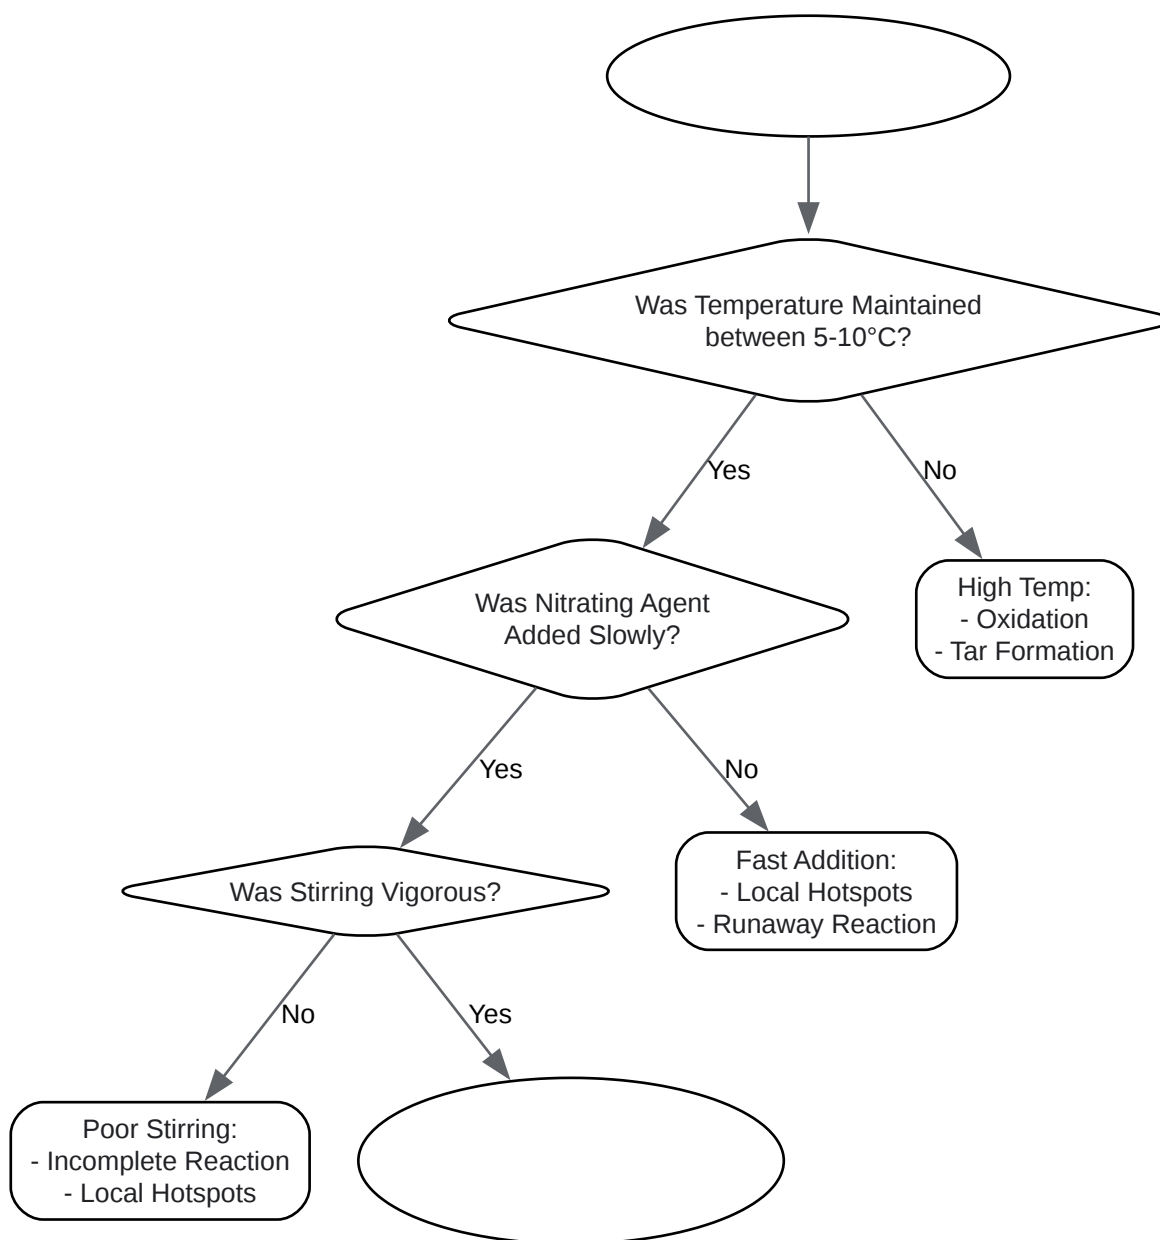 Was Temperature Maintained
between 5-10°C?
Yes
No
Was Nitrating Agent
Added Slowly?
High Temp:
- Oxidation
- Tar Formation
Yes
No
Was Stirring Vigorous?
Fast Addition:
- Local Hotspots
- Runaway Reaction
No
Yes
Poor Stirring:
- Incomplete Reaction
- Local Hotspots